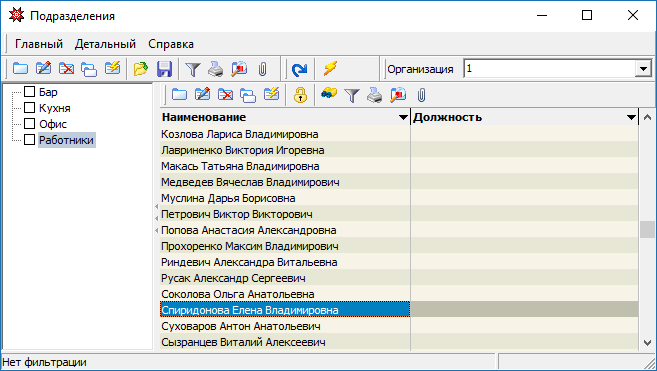 Подразделения
Главный Детальный Справка
Организация 1
Бар
Кухня
Офис
Работники
Наименование Должность
Козлова Лариса Владимировна
Лавриненко Виктория Игоревна
Макась Татьяна Владимировна
Медведев Вячеслав Владимирович
Муслина Дарья Борисовна
Петрович Виктор Викторович
Попова Анастасия Александровна
Прохоренко Максим Владимирович
Риндевич Александра Витальевна
Русак Александр Сергеевич
Соколова Ольга Анатольевна
Спиридонова Елена Владимировна
Суховаров Антон Анатольевич
Сызранцев Виталий Алексеевич
Нет фильтрации